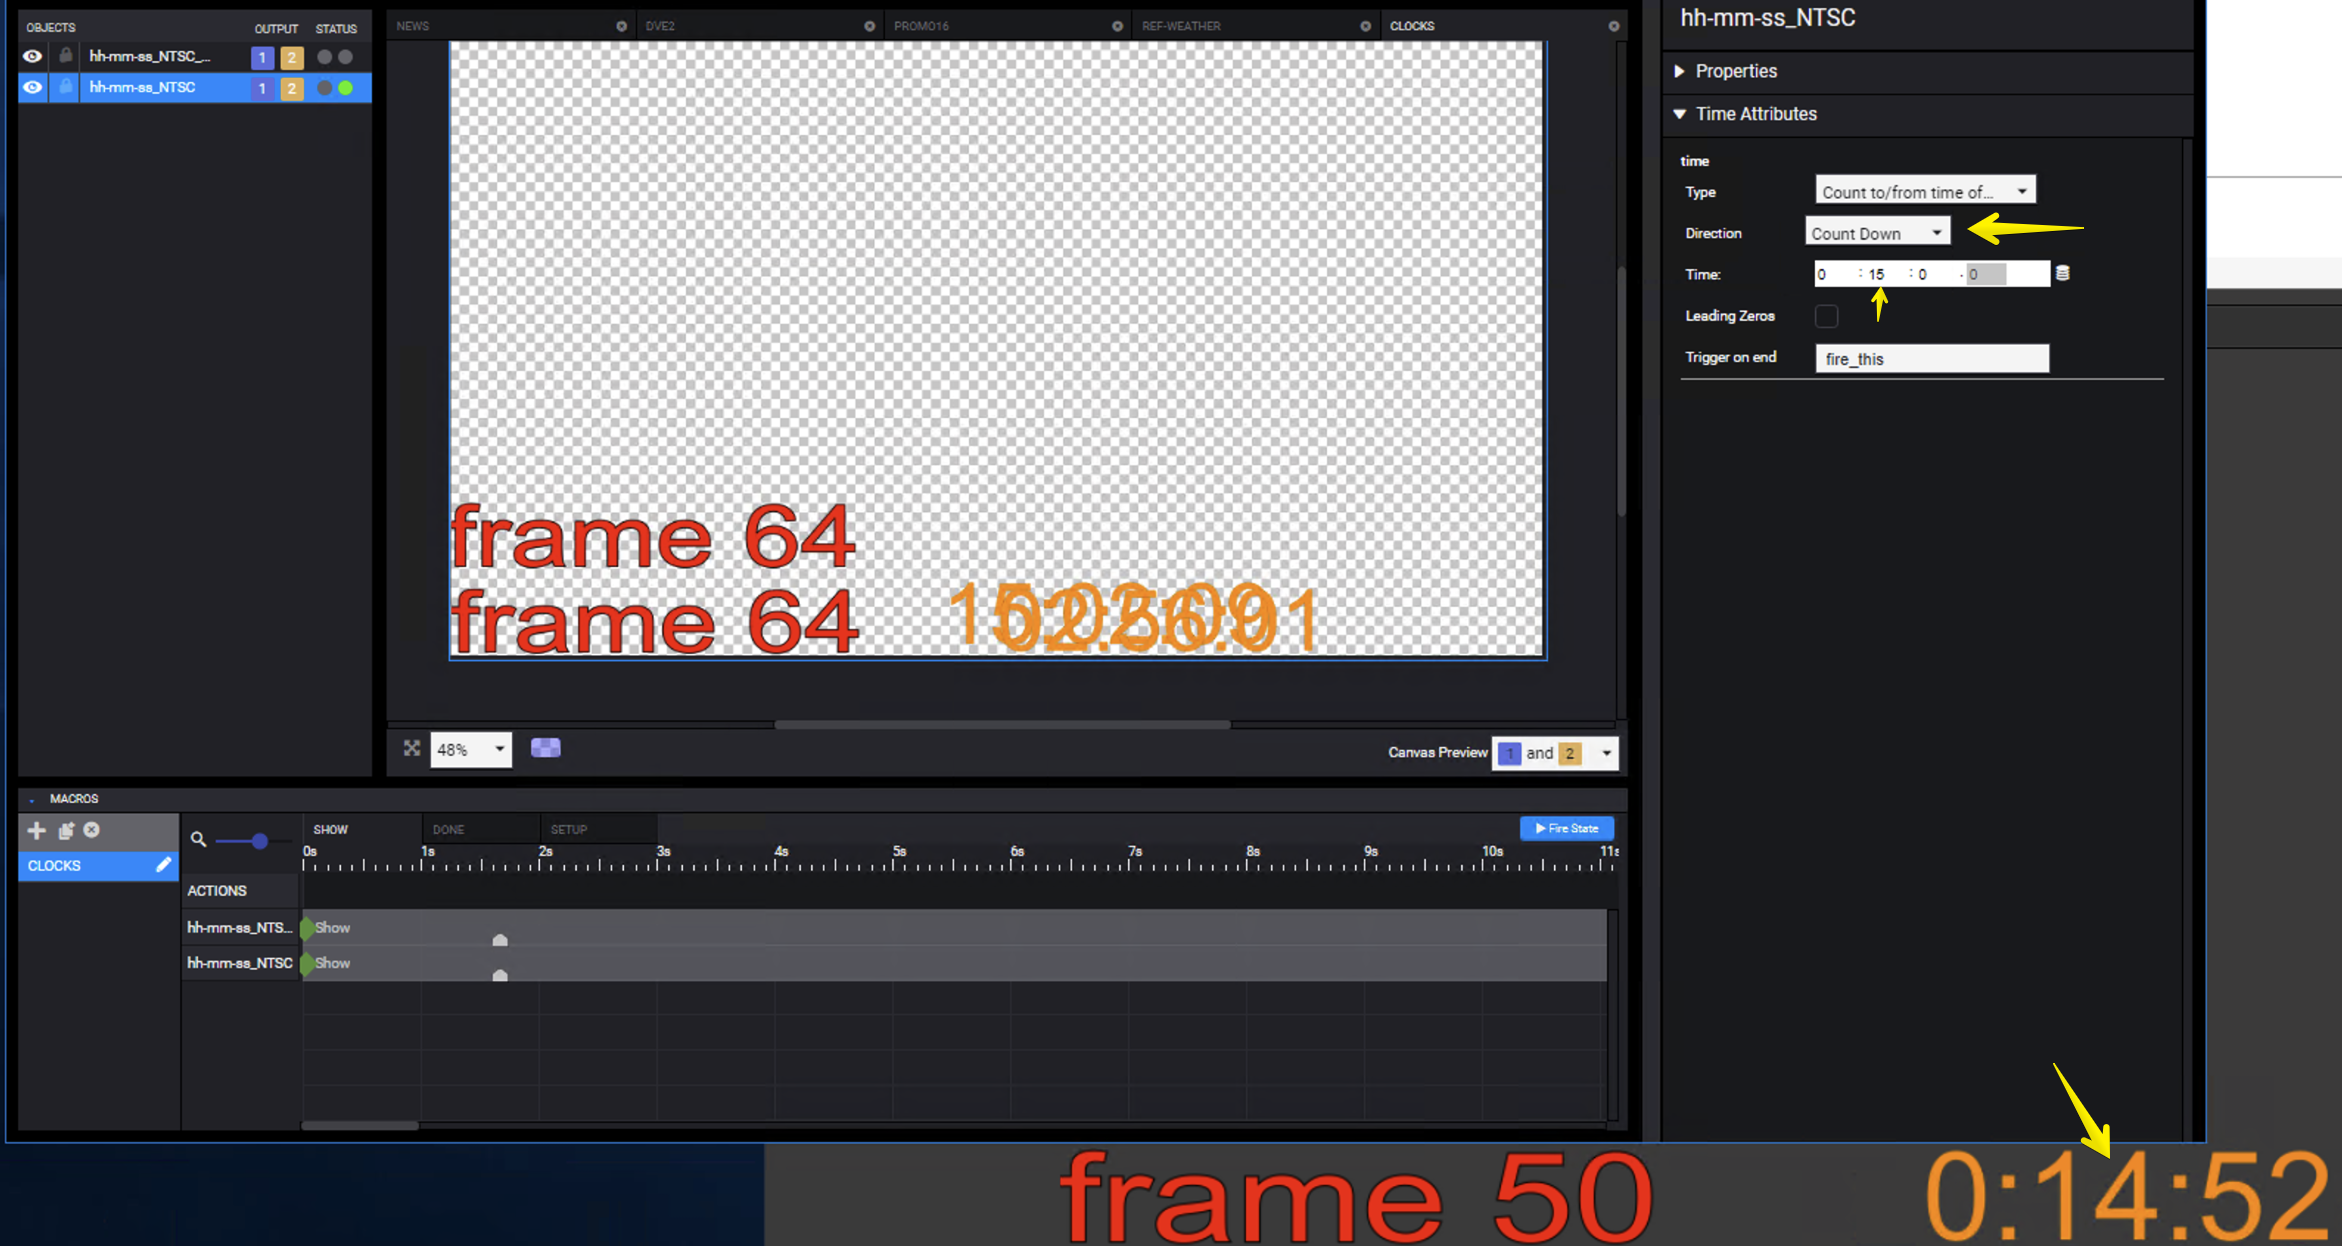 OBJECTS OUTPUT STATUS
hh-mm-ss_NTSC_... 1 2
hh-mm-ss_NTSC 1 2
NEWS DVE2 PROMO16 REF-WEATHER CLOCKS
frame 64
frame 64
48%
Canvas Preview 1 and 2
hh-mm-ss_NTSC
Properties
Time Attributes
time
Type Count to/from time of...
Direction Count Down
Time: 0 : 15 : 0 . 0
Leading Zeros
Trigger on end fire_this
MACROS
CLOCKS
SHOW DONE SETUP Fire State
0s 1s 2s 3s 4s 5s 6s 7s 8s 9s 10s 11s
ACTIONS
hh-mm-ss_NTS... Show
hh-mm-ss_NTSC Show
frame 50 0:14:52